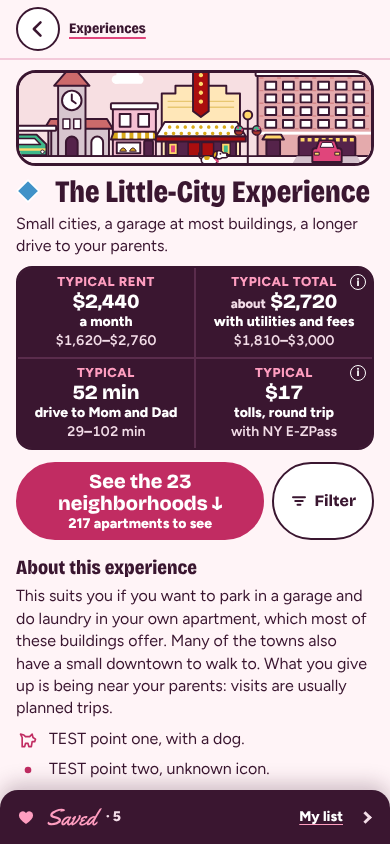 Experiences
The Little-City Experience
Small cities, a garage at most buildings, a longer
drive to your parents.
TYPICAL RENT
$2,440
a month
$1,620–$2,760
TYPICAL TOTAL
about $2,720
with utilities and fees
$1,810–$3,000
TYPICAL
52 min
drive to Mom and Dad
29–102 min
TYPICAL
$17
tolls, round trip
with NY E-ZPass
See the 23
neighborhoods ↓
217 apartments to see
Filter
About this experience
This suits you if you want to park in a garage and
do laundry in your own apartment, which most of
these buildings offer. Many of the towns also
have a small downtown to walk to. What you give
up is being near your parents: visits are usually
planned trips.
TEST point one, with a dog.
TEST point two, unknown icon.
Saved · 5
My list